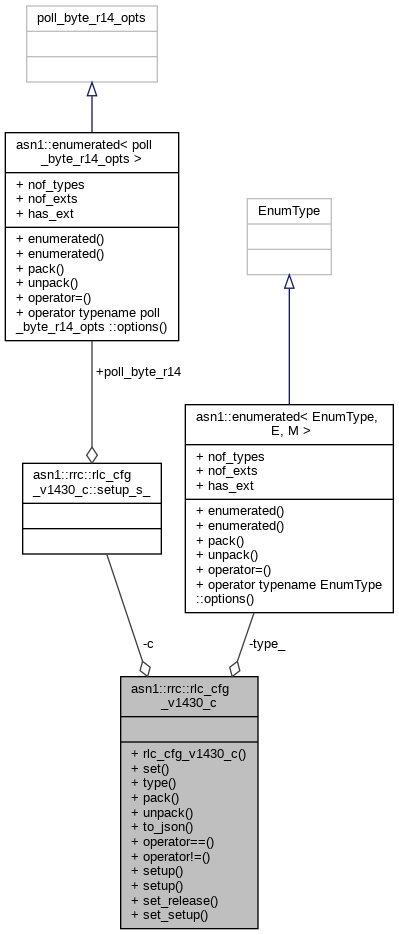 poll_byte_r14_opts
asn1::enumerated< poll
_byte_r14_opts >
+ nof_types
+ nof_exts
+ has_ext
+ enumerated()
+ enumerated()
+ pack()
+ unpack()
+ operator=()
+ operator typename poll
_byte_r14_opts ::options()
EnumType
+poll_byte_r14
asn1::enumerated< EnumType,
E, M >
+ nof_types
+ nof_exts
+ has_ext
+ enumerated()
+ enumerated()
+ pack()
+ unpack()
+ operator=()
+ operator typename EnumType
::options()
asn1::rrc::rlc_cfg
_v1430_c::setup_s_
-c
-type_
asn1::rrc::rlc_cfg
_v1430_c
+ rlc_cfg_v1430_c()
+ set()
+ type()
+ pack()
+ unpack()
+ to_json()
+ operator==()
+ operator!=()
+ setup()
+ setup()
+ set_release()
+ set_setup()